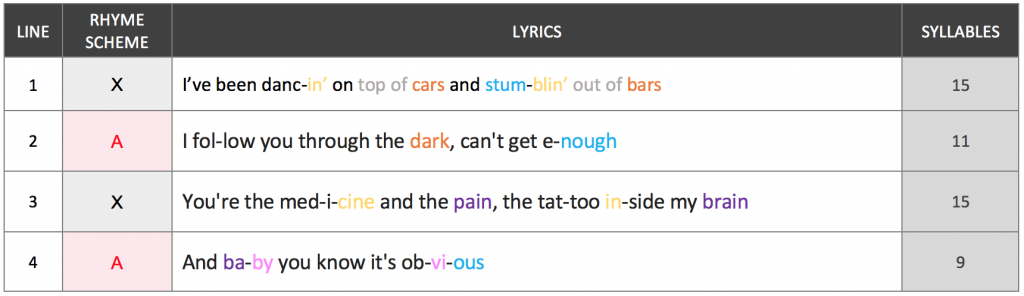 LINE RHYME SCHEME LYRICS SYLLABLES
1 X I’ve been danc-in’ on top of cars and stum-blin’ out of bars 15
2 A I fol-low you through the dark, can't get e-nough 11
3 X You're the med-i-cine and the pain, the tat-too in-side my brain 15
4 A And ba-by you know it's ob-vi-ous 9